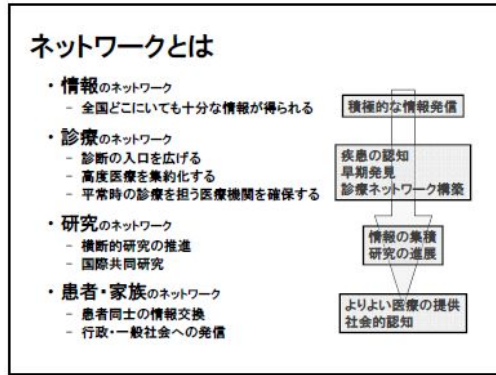 ネットワークとは
・情報のネットワーク
− 全国どこにいても十分な情報が得られる
・診療のネットワーク
− 診断の入口を広げる
− 高度医療を集約化する
− 平常時の診療を担う医療機関を確保する
・研究のネットワーク
− 横断的研究の推進
− 国際共同研究
・患者・家族のネットワーク
− 患者同士の情報交換
− 行政・一般社会への発信
積極的な情報発信
疾患の認知
早期発見
診療ネットワーク構築
情報の集積
研究の進展
よりよい医療の提供
社会的認知